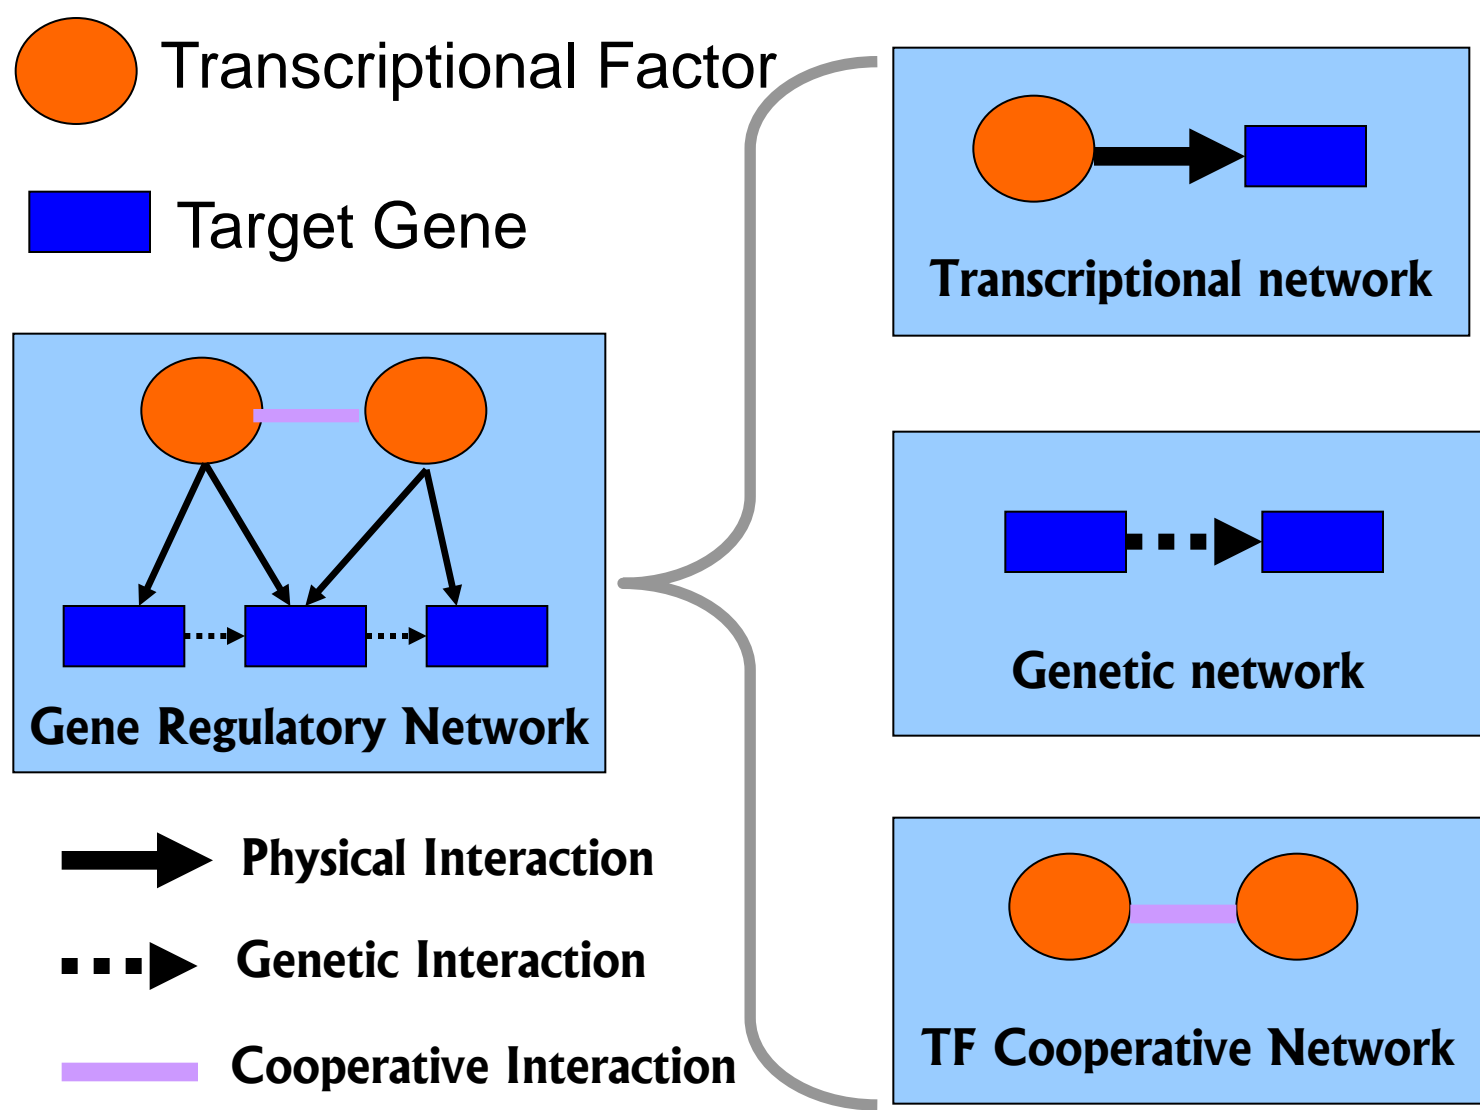 Transcriptional Factor
Target Gene
Gene Regulatory Network
Physical Interaction
Genetic Interaction
Cooperative Interaction
Transcriptional network
Genetic network
TF Cooperative Network